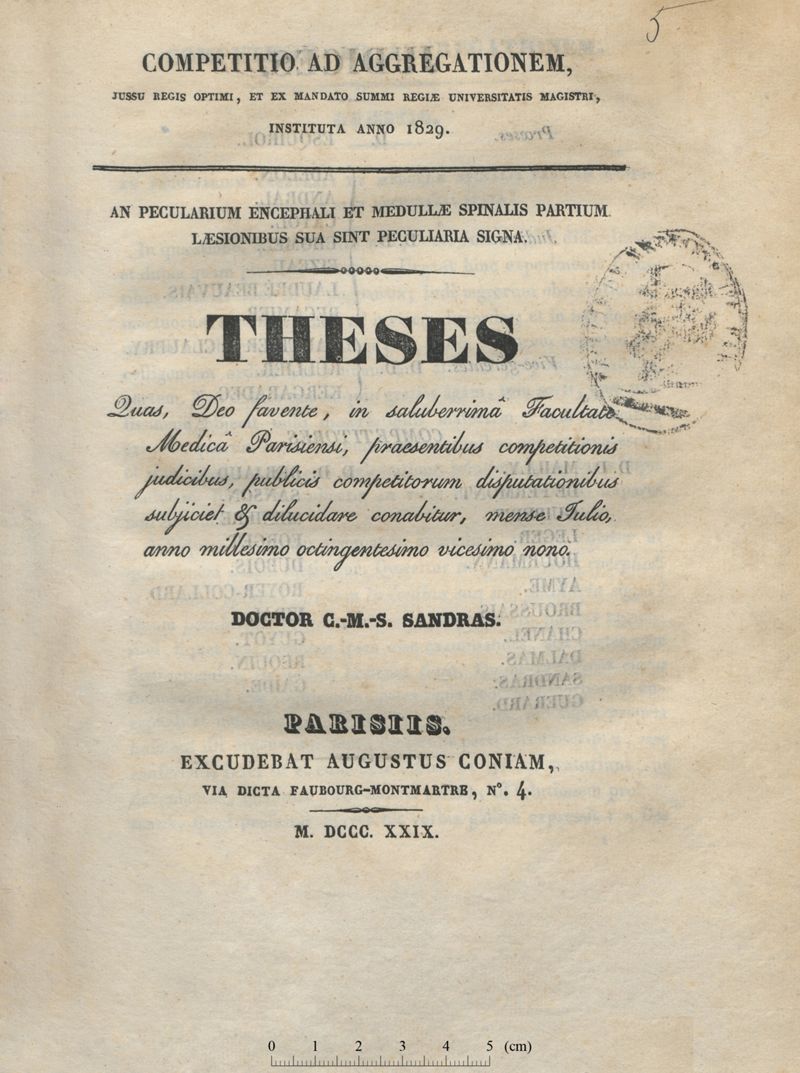 5
COMPETITIO AD AGGREGATIONEM,
JUSSU REGIS OPTIMI, ET EX MANDATO SUMMI REGIÆ UNIVERSITATIS MAGISTRI,
INSTITUTA ANNO 1829.
AN PECULARIUM ENCEPHALI ET MEDULLÆ SPINALIS PARTIUM
LÆSIONIBUS SUA SINT PECULIARIA SIGNA.
THESES
Quas, Deo favente, in saluberrimâ Facultate
Medicâ Parisiensi, praesentibus competitionis
judicibus, publicis competitorum disputationibus
subjiciet & dilucidare conabitur, mense Julio,
anno millesimo octingentesimo vicesimo nono.
DOCTOR C.-M.-S. SANDRAS.
PARISIIS.
EXCUDEBAT AUGUSTUS CONIAM,
VIA DICTA FAUBOURG-MONTMARTRE, N°. 4.
M. DCCC. XXIX.
0 1 2 3 4 5 (cm)